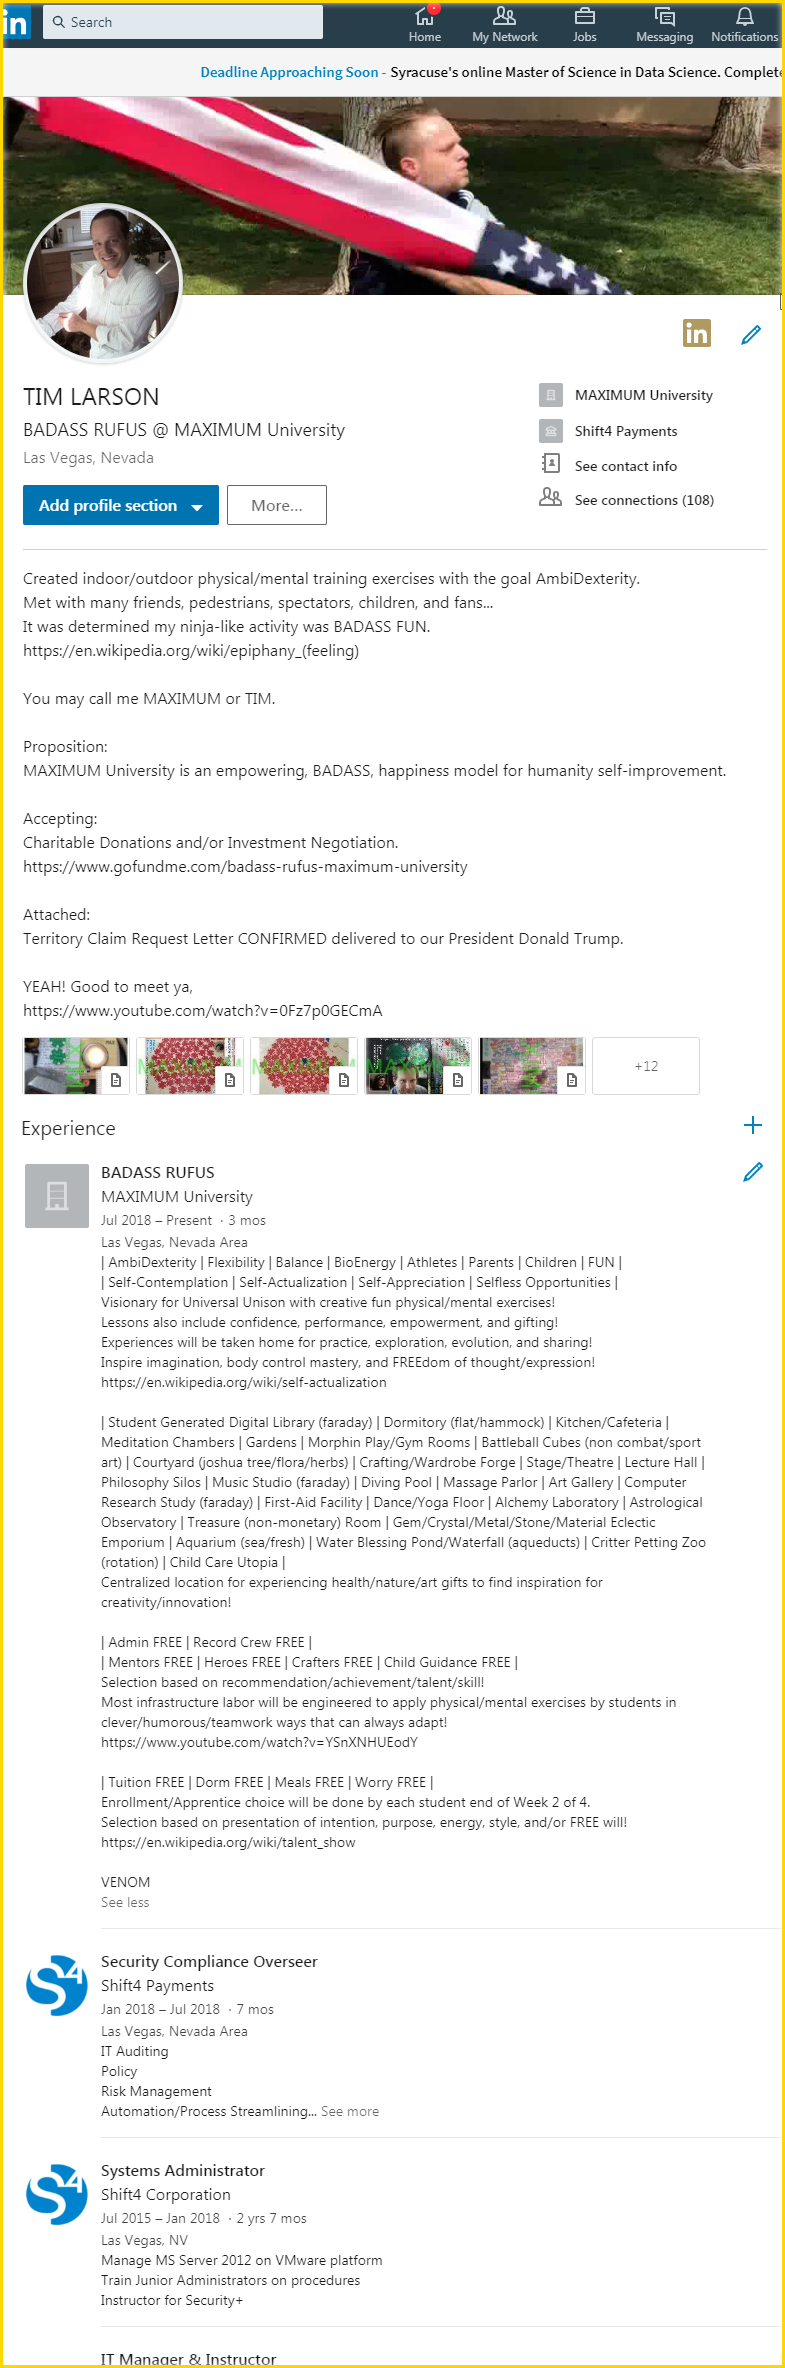 in
Search
Home
My Network
Jobs
Messaging
Notifications
Deadline Approaching Soon - Syracuse's online Master of Science in Data Science. Complete
in
TIM LARSON
BADASS RUFUS @ MAXIMUM University
Las Vegas, Nevada
Add profile section
More...
MAXIMUM University
Shift4 Payments
See contact info
See connections (108)
Created indoor/outdoor physical/mental training exercises with the goal AmbiDexterity.
Met with many friends, pedestrians, spectators, children, and fans...
It was determined my ninja-like activity was BADASS FUN.
https://en.wikipedia.org/wiki/epiphany_(feeling)
You may call me MAXIMUM or TIM.
Proposition:
MAXIMUM University is an empowering, BADASS, happiness model for humanity self-improvement.
Accepting:
Charitable Donations and/or Investment Negotiation.
https://www.gofundme.com/badass-rufus-maximum-university
Attached:
Territory Claim Request Letter CONFIRMED delivered to our President Donald Trump.
YEAH! Good to meet ya,
https://www.youtube.com/watch?v=0Fz7p0GECmA
+12
Experience
BADASS RUFUS
MAXIMUM University
Jul 2018 – Present · 3 mos
Las Vegas, Nevada Area
| AmbiDexterity | Flexibility | Balance | BioEnergy | Athletes | Parents | Children | FUN |
| Self-Contemplation | Self-Actualization | Self-Appreciation | Selfless Opportunities |
Visionary for Universal Unison with creative fun physical/mental exercises!
Lessons also include confidence, performance, empowerment, and gifting!
Experiences will be taken home for practice, exploration, evolution, and sharing!
Inspire imagination, body control mastery, and FREEdom of thought/expression!
https://en.wikipedia.org/wiki/self-actualization
| Student Generated Digital Library (faraday) | Dormitory (flat/hammock) | Kitchen/Cafeteria |
Meditation Chambers | Gardens | Morphin Play/Gym Rooms | Battleball Cubes (non combat/sport
art) | Courtyard (joshua tree/flora/herbs) | Crafting/Wardrobe Forge | Stage/Theatre | Lecture Hall |
Philosophy Silos | Music Studio (faraday) | Diving Pool | Massage Parlor | Art Gallery | Computer
Research Study (faraday) | First-Aid Facility | Dance/Yoga Floor | Alchemy Laboratory | Astrological
Observatory | Treasure (non-monetary) Room | Gem/Crystal/Metal/Stone/Material Eclectic
Emporium | Aquarium (sea/fresh) | Water Blessing Pond/Waterfall (aqueducts) | Critter Petting Zoo
(rotation) | Child Care Utopia |
Centralized location for experiencing health/nature/art gifts to find inspiration for
creativity/innovation!
| Admin FREE | Record Crew FREE |
| Mentors FREE | Heroes FREE | Crafters FREE | Child Guidance FREE |
Selection based on recommendation/achievement/talent/skill!
Most infrastructure labor will be engineered to apply physical/mental exercises by students in
clever/humorous/teamwork ways that can always adapt!
https://www.youtube.com/watch?v=YSnXNHUEodY
| Tuition FREE | Dorm FREE | Meals FREE | Worry FREE |
Enrollment/Apprentice choice will be done by each student end of Week 2 of 4.
Selection based on presentation of intention, purpose, energy, style, and/or FREE will!
https://en.wikipedia.org/wiki/talent_show
VENOM
See less
Security Compliance Overseer
Shift4 Payments
Jan 2018 – Jul 2018 · 7 mos
Las Vegas, Nevada Area
IT Auditing
Policy
Risk Management
Automation/Process Streamlining... See more
Systems Administrator
Shift4 Corporation
Jul 2015 – Jan 2018 · 2 yrs 7 mos
Las Vegas, NV
Manage MS Server 2012 on VMware platform
Train Junior Administrators on procedures
Instructor for Security+
IT Manager & Instructor